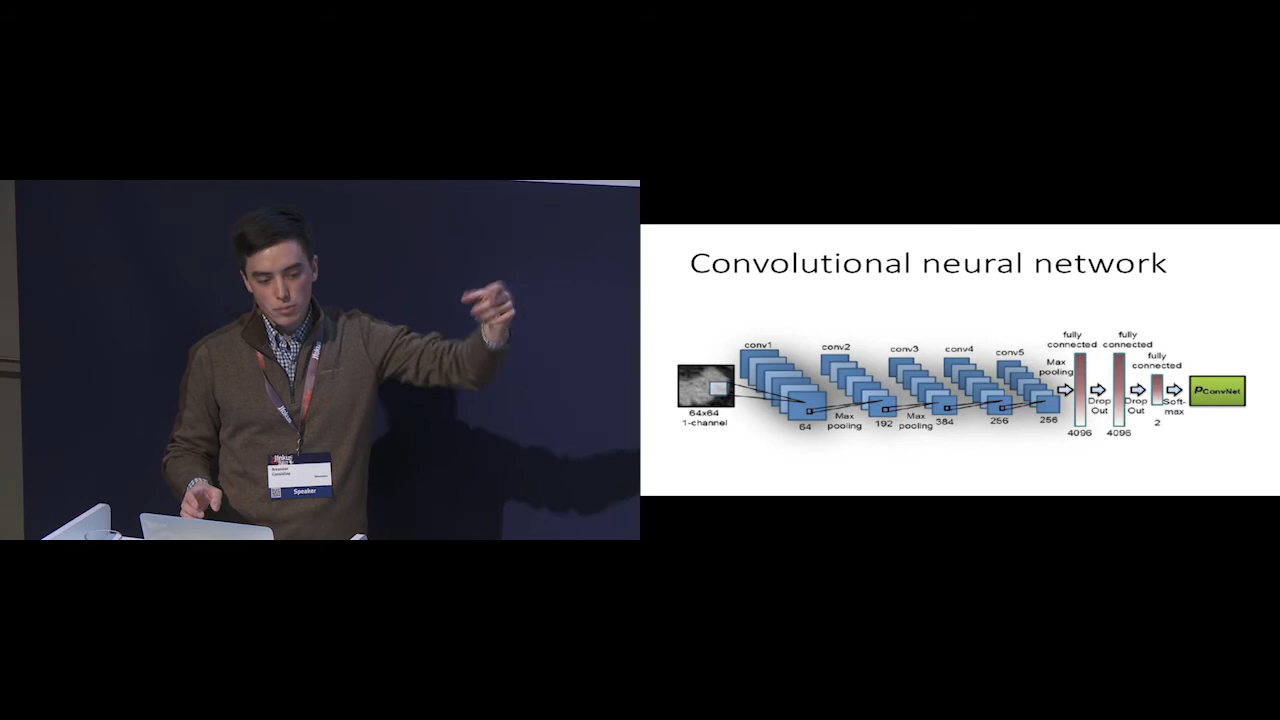 Speaker
Convolutional neural network
conv1
conv2
conv3
conv4
conv5
fully
connected
fully
connected
fully
connected
Max
pooling
64x64
1-channel
64
Max
pooling
192
Max
pooling
384
256
256
4096
Drop
Out
4096
Drop
Out
2
Soft-
max
PConvNet